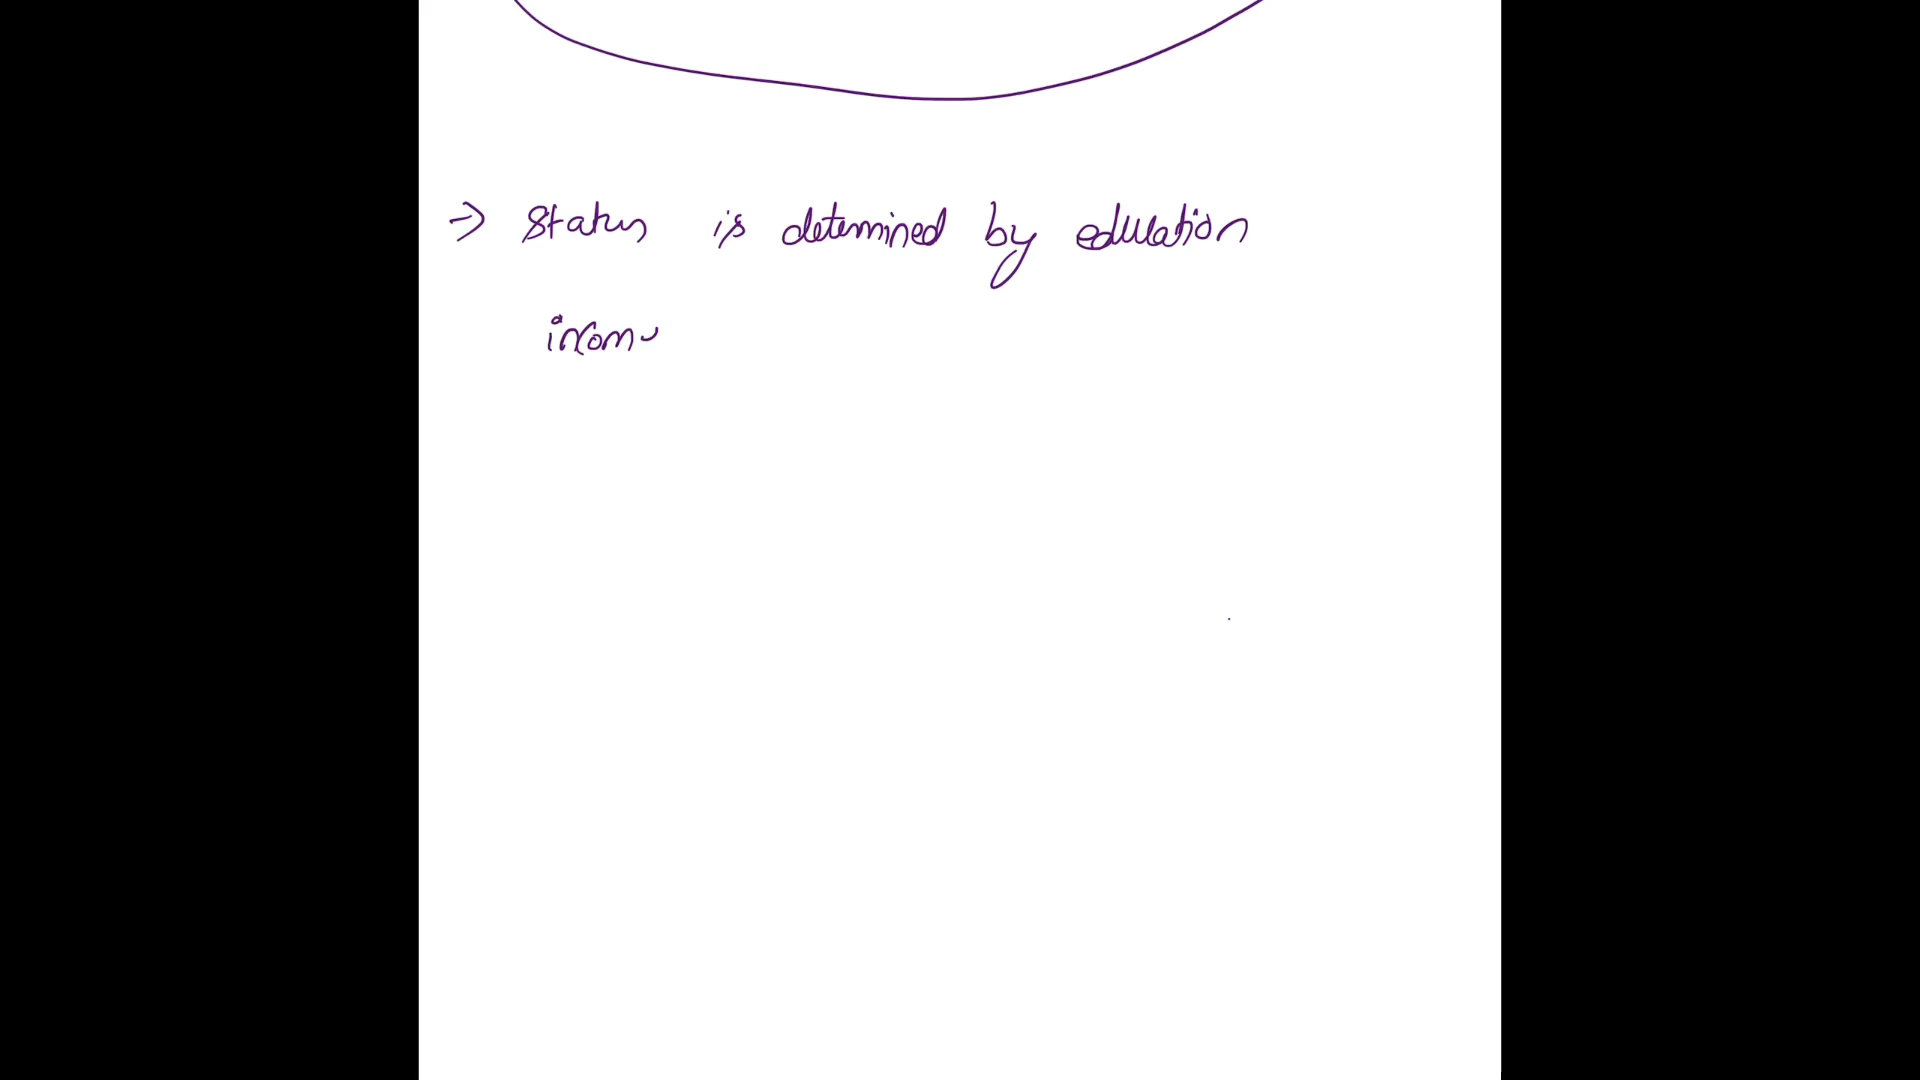 → Status is determined by education
income